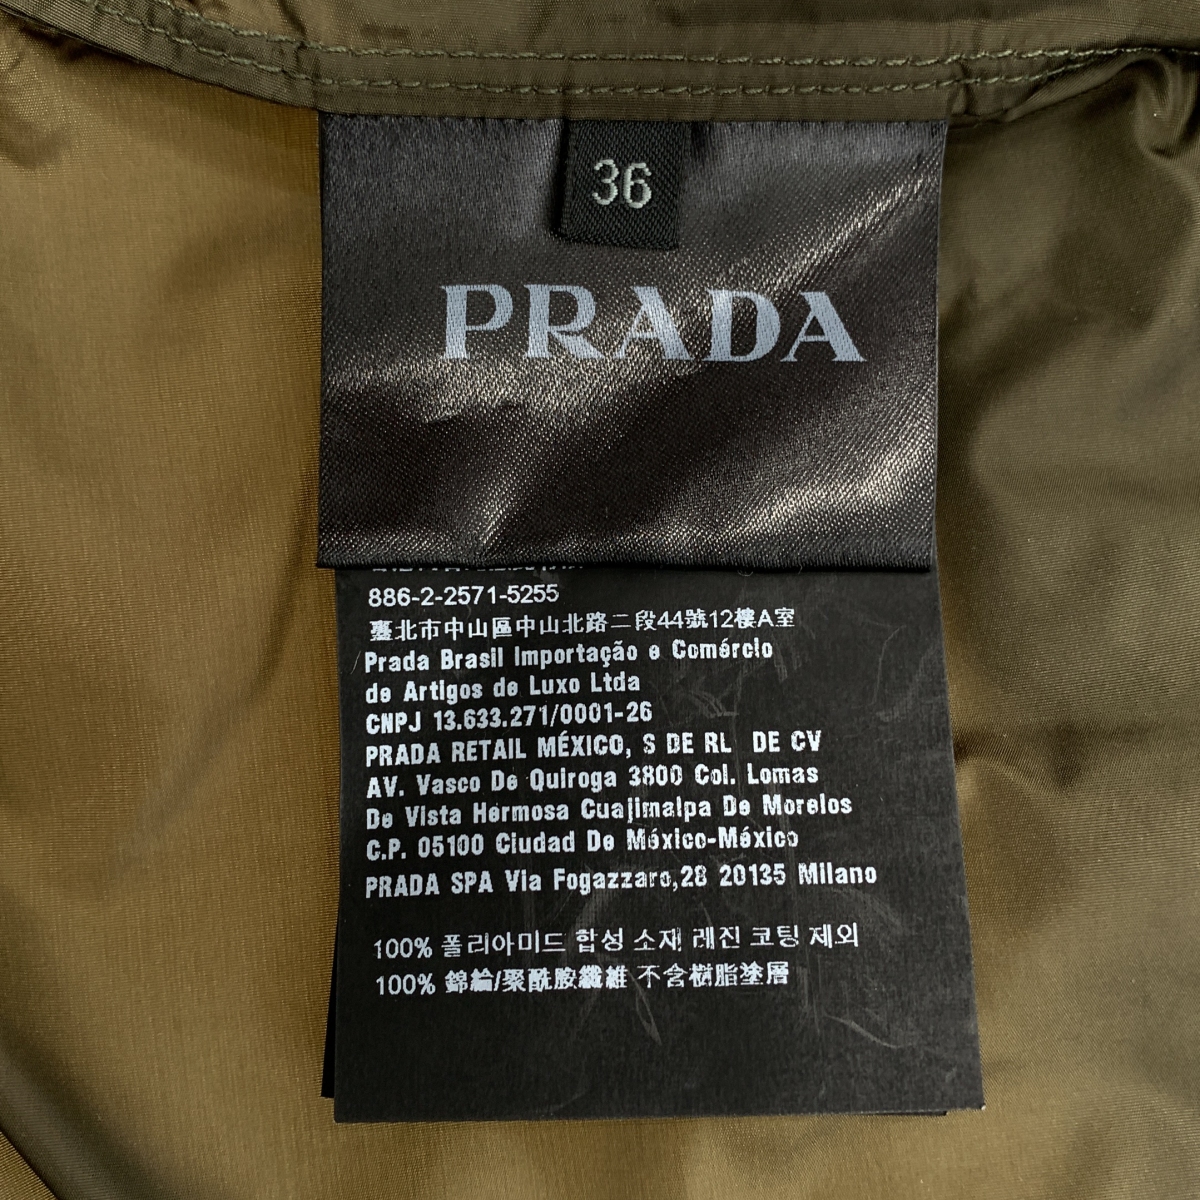 36
PRADA
886-2-2571-5255
臺北市中山區中山北路二段44號12樓A室
Prada Brasil Importação e Comércio
de Artigos de Luxo Ltda
CNPJ 13.633.271/0001-26
PRADA RETAIL MÉXICO, S DE RL DE CV
AV. Vasco De Quiroga 3800 Col. Lomas
De Vista Hermosa Cuajimalpa De Morelos
C.P. 05100 Ciudad De México-México
PRADA SPA Via Fogazzaro,28 20135 Milano
100% 폴리아미드 합성 소재 레진 코팅 제외
100% 錦綸/聚酰胺纖維 不含樹脂塗層